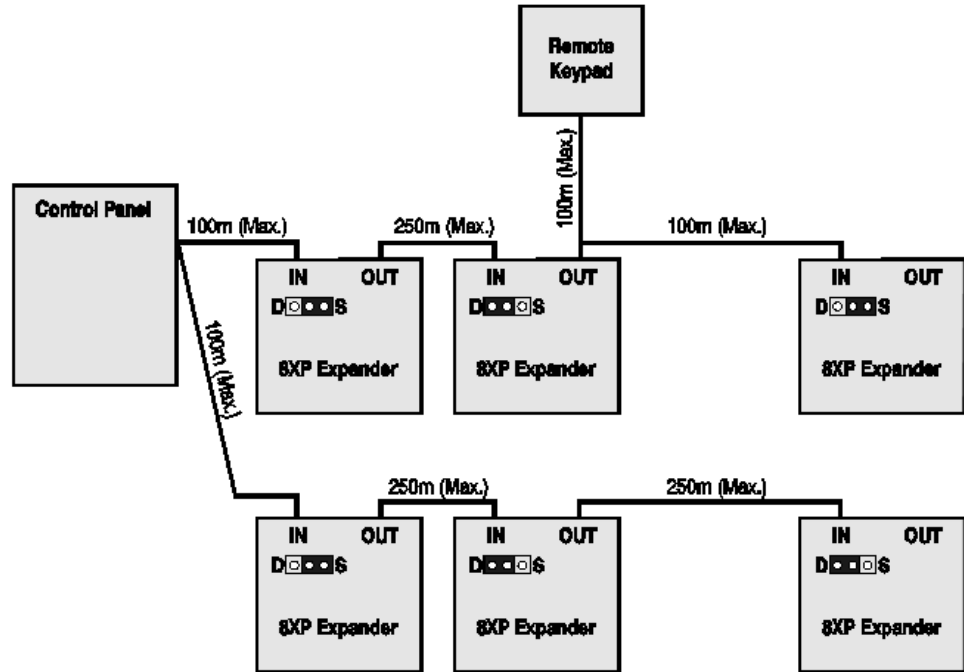 Remote
Keypad
100m (Max.)
Control Panel
100m (Max.)
250m (Max.)
100m (Max.)
IN OUT
D S
8XP Expander
IN OUT
D S
8XP Expander
IN OUT
D S
8XP Expander
100m (Max.)
250m (Max.)
250m (Max.)
IN OUT
D S
8XP Expander
IN OUT
D S
8XP Expander
IN OUT
D S
8XP Expander